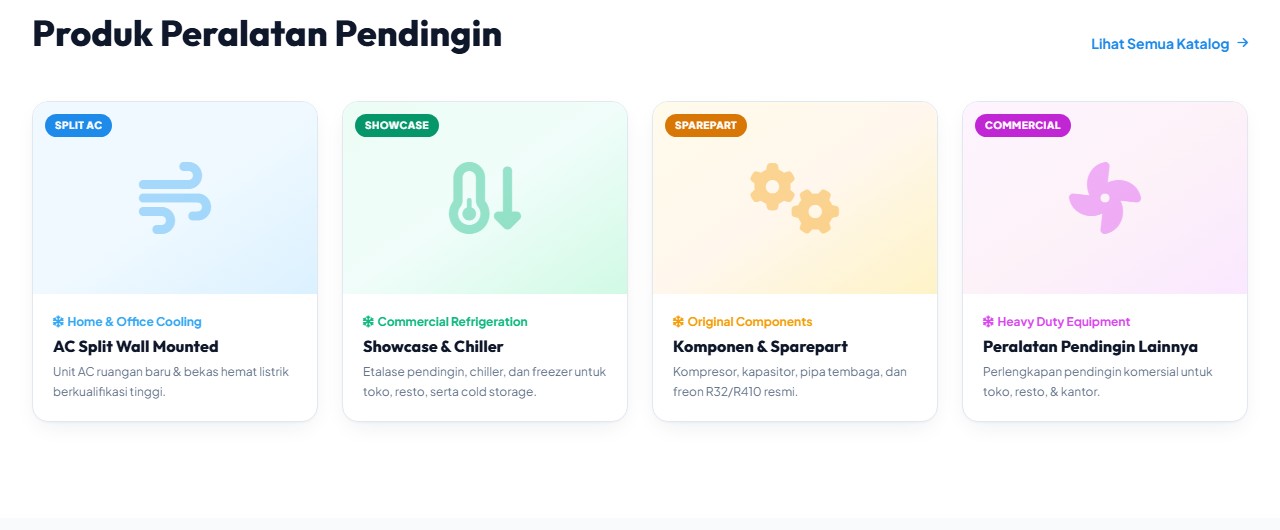 Produk Peralatan Pendingin
Lihat Semua Katalog →
SPLIT AC
Home & Office Cooling
AC Split Wall Mounted
Unit AC ruangan baru & bekas hemat listrik
berkualifikasi tinggi.
SHOWCASE
Commercial Refrigeration
Showcase & Chiller
Etalase pendingin, chiller, dan freezer untuk
toko, resto, serta cold storage.
SPAREPART
Original Components
Komponen & Sparepart
Kompresor, kapasitor, pipa tembaga, dan
freon R32/R410 resmi.
COMMERCIAL
Heavy Duty Equipment
Peralatan Pendingin Lainnya
Perlengkapan pendingin komersial untuk
toko, resto, & kantor.